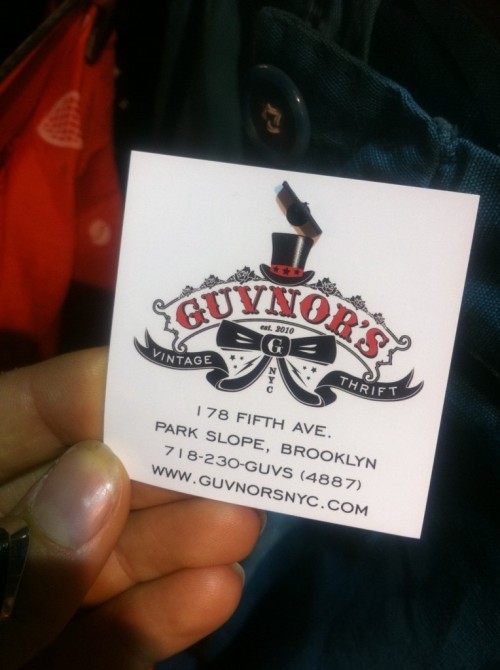 GUVNOR'S
est. 2010
G
NYC
VINTAGE THRIFT
178 FIFTH AVE.
PARK SLOPE, BROOKLYN
718-230-GUVS (4887)
WWW.GUVNORSNYC.COM